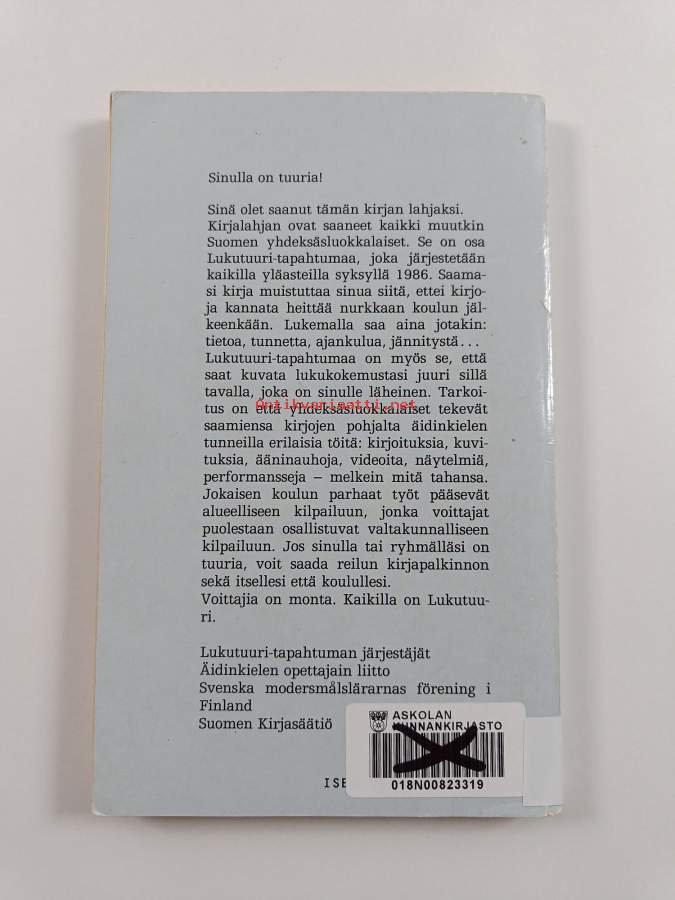 Sinulla on tuuria!
Sinä olet saanut tämän kirjan lahjaksi.
Kirjalahjan ovat saaneet kaikki muutkin
Suomen yhdeksäsluokkalaiset. Se on osa
Lukutuuri-tapahtumaa, joka järjestetään
kaikilla yläasteilla syksyllä 1986. Saama-
si kirja muistuttaa sinua siitä, ettei kirjo-
ja kannata heittää nurkkaan koulun jäl-
keenkään. Lukemalla saa aina jotakin:
tietoa, tunnetta, ajankulua, jännitystä...
Lukutuuri-tapahtumaa on myös se, että
saat kuvata lukukokemustasi juuri sillä
tavalla, joka on sinulle läheinen. Tarkoi-
Antikvariaatti.net
tus on että yhdeksäsluokkalaiset tekevät
saamiensa kirjojen pohjalta äidinkielen
tunneilla erilaisia töitä: kirjoituksia, kuvi-
tuksia, ääninauhoja, videoita, näytelmiä,
performansseja – melkein mitä tahansa.
Jokaisen koulun parhaat työt pääsevät
alueelliseen kilpailuun, jonka voittajat
puolestaan osallistuvat valtakunnalliseen
kilpailuun. Jos sinulla tai ryhmälläsi on
tuuria, voit saada reilun kirjapalkinnon
sekä itsellesi että koulullesi.
Voittajia on monta. Kaikilla on Lukutuu-
ri.
Lukutuuri-tapahtuman järjestäjät
Äidinkielen opettajain liitto
Svenska modersmålslärarnas förening i
Finland
Suomen Kirjasäätiö
ASKOLAN
KUNNANKIRJASTO
018N00823319